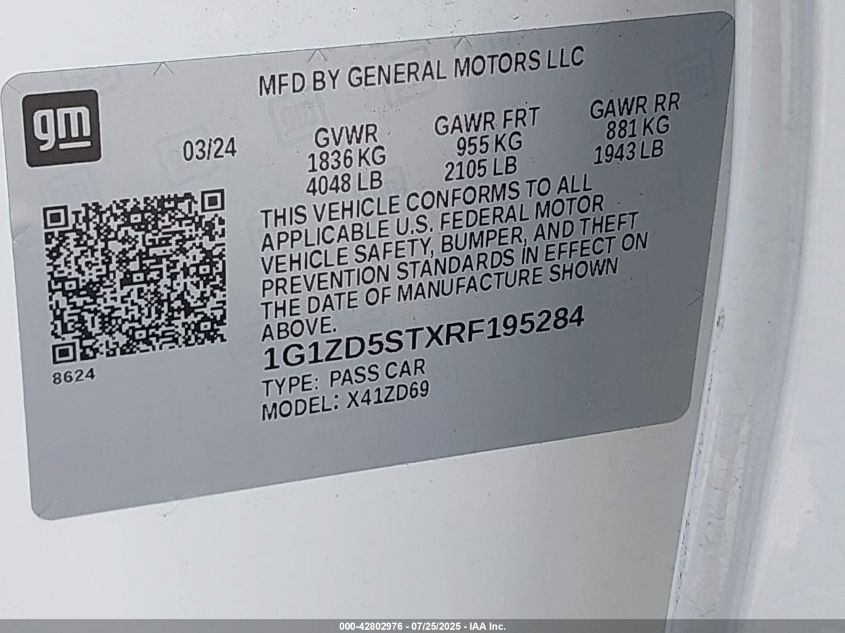 MFD BY GENERAL MOTORS LLC
gm
03/24
GVWR
1836 KG
4048 LB
GAWR FRT
955 KG
2105 LB
GAWR RR
881 KG
1943 LB
THIS VEHICLE CONFORMS TO ALL
APPLICABLE U.S. FEDERAL MOTOR
VEHICLE SAFETY, BUMPER, AND THEFT
PREVENTION STANDARDS IN EFFECT ON
THE DATE OF MANUFACTURE SHOWN
ABOVE.
8624
1G1ZD5STXRF195284
TYPE: PASS CAR
MODEL: X41ZD69
000-42802976 - 07/25/2025 - IAA Inc.